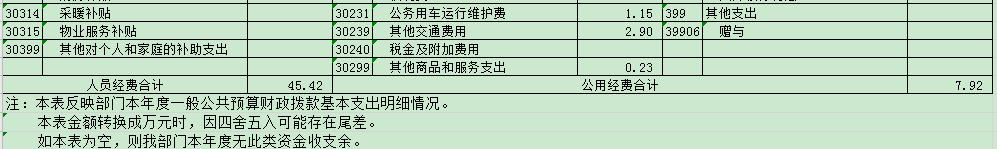 30314 采暖补贴 30231 公务用车运行维护费 1.15 399 其他支出
30315 物业服务补贴 30239 其他交通费用 2.90 39906 赠与
30399 其他对个人和家庭的补助支出 30240 税金及附加费用
30299 其他商品和服务支出 0.23
人员经费合计 45.42 公用经费合计 7.92
注：本表反映部门本年度一般公共预算财政拨款基本支出明细情况。
本表金额转换成万元时，因四舍五入可能存在尾差。
如本表为空，则我部门本年度无此类资金收支余。